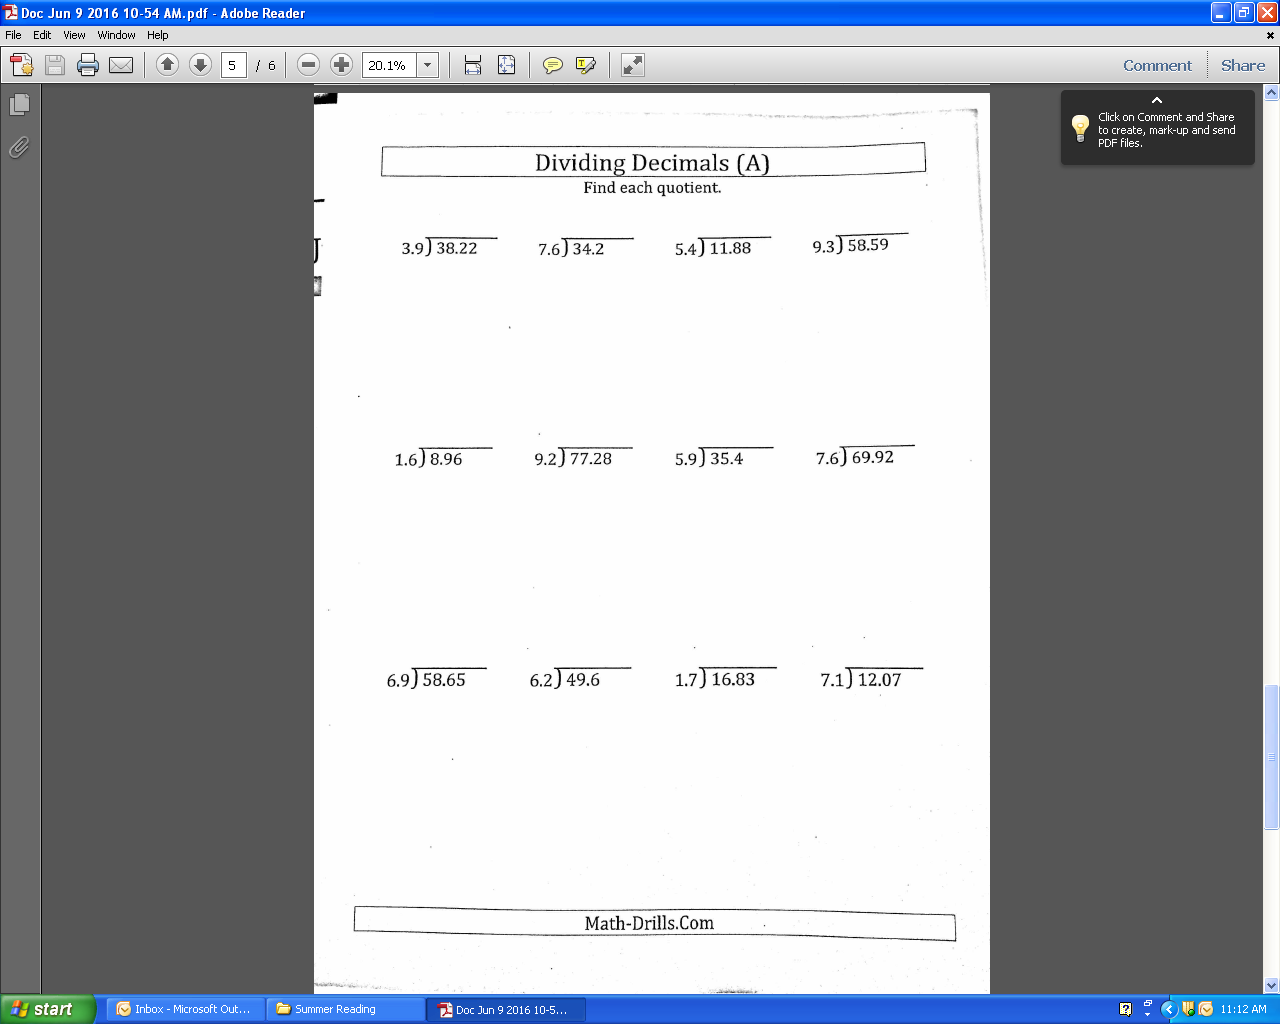 Doc Jun 9 2016 10-54 AM.pdf - Adobe Reader
File Edit View Window Help
5 / 6 20.1% Comment Share
Click on Comment and Share
to create, mark-up and send
PDF files.
Dividing Decimals (A)
Find each quotient.
3.9)38.22 7.6)34.2 5.4)11.88 9.3)58.59
1.6)8.96 9.2)77.28 5.9)35.4 7.6)69.92
6.9)58.65 6.2)49.6 1.7)16.83 7.1)12.07
Math-Drills.Com
start Inbox - Microsoft Out... Summer Reading Doc Jun 9 2016 10-5... 11:12 AM